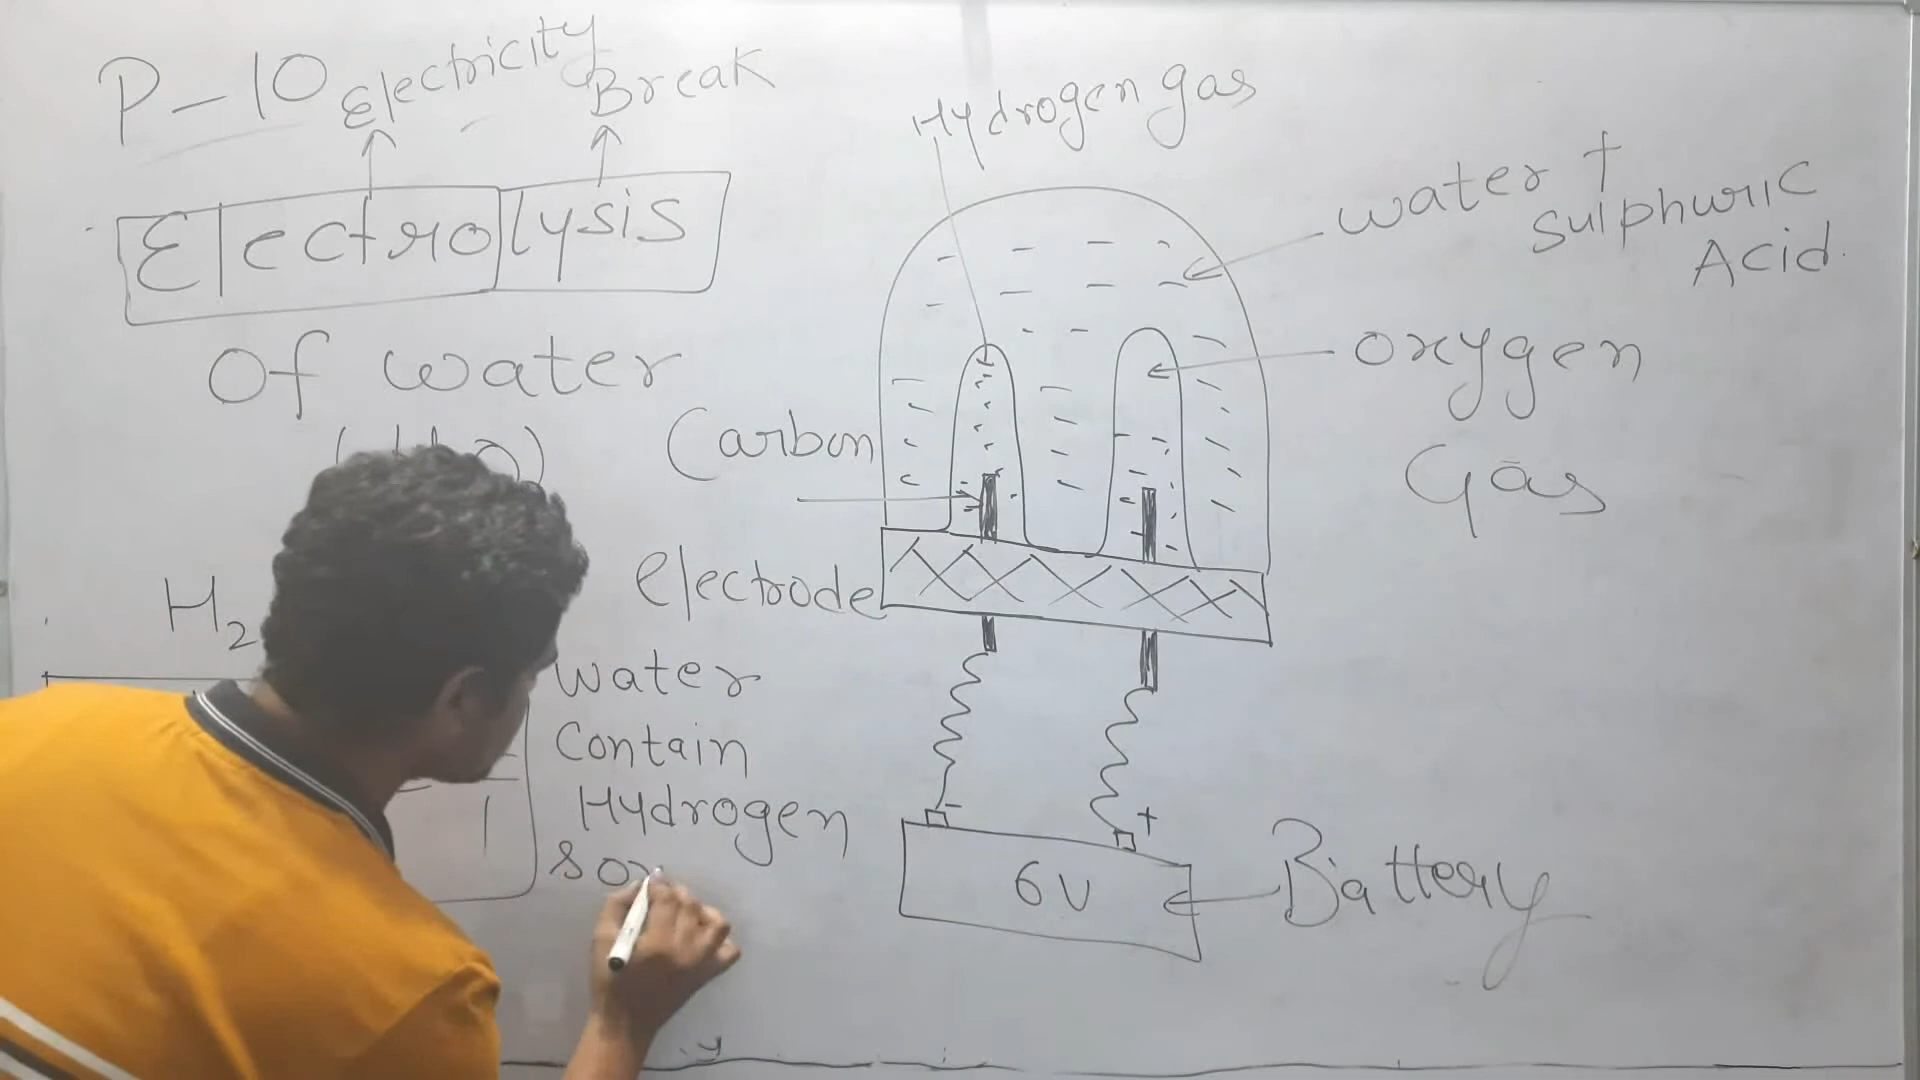 P-10
Electricity
Break
Electrolysis
Of water
Hydrogen gas
water +
Sulphuric
Acid.
Oxygen
Gas
Carbon
electrode
H2
water
Contain
Hydrogen
&
-
+
6V
Battery